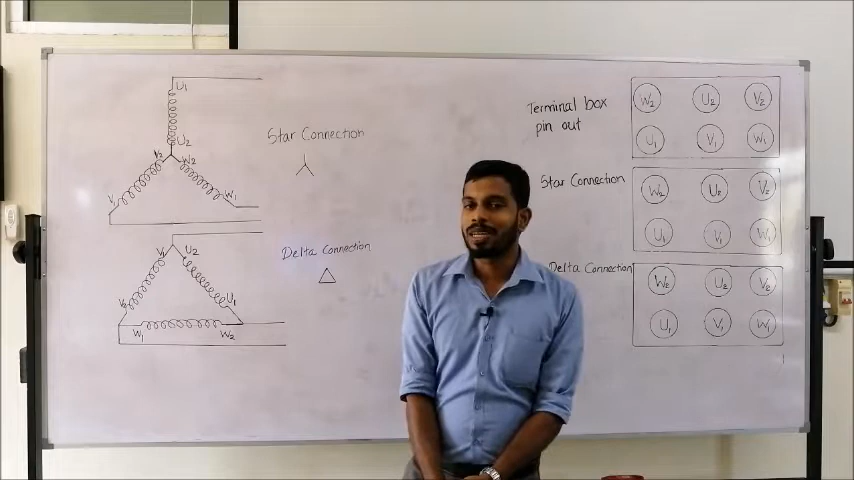 U1
U2
V2
W2
V1
W1
Star Connection
V1
U2
V2
U1
W1
W2
Delta Connection
Terminal box
pin out
W2 U2 V2
U1 V1 W1
Star Connection
W2 U2 V2
U1 V1 W1
Delta Connection
W2 U2 V2
U1 V1 W1